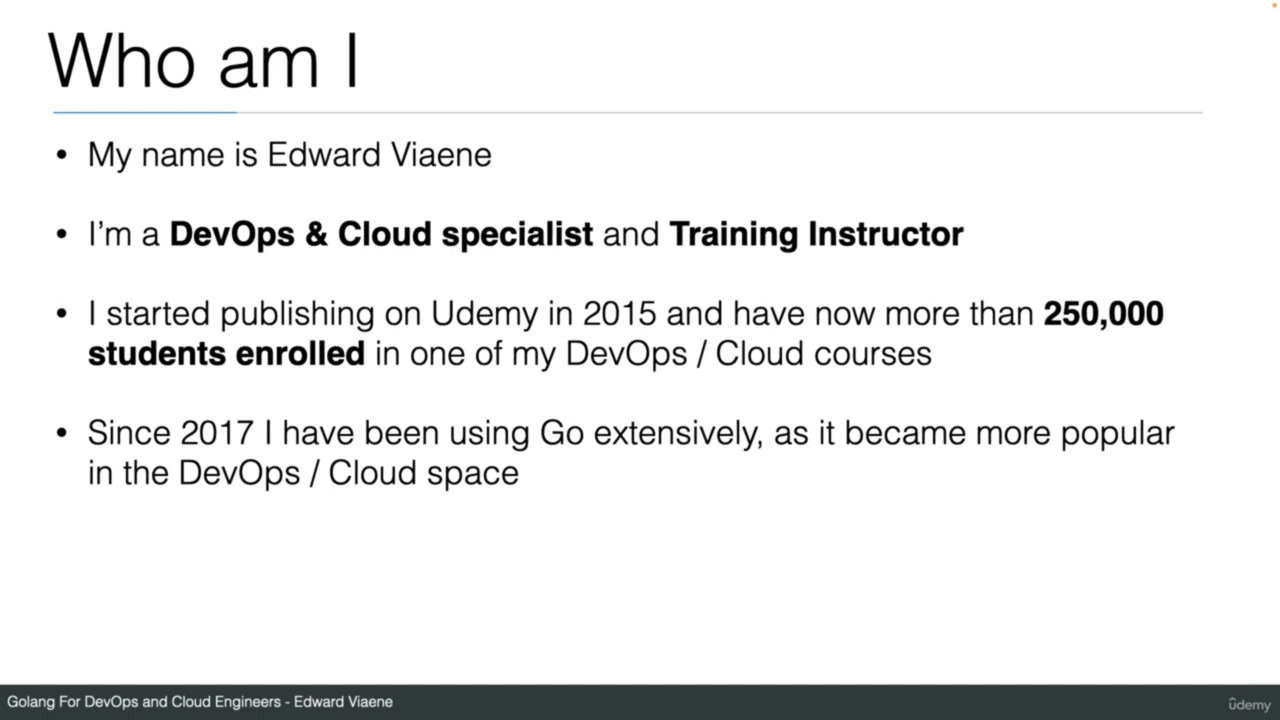 Who am I
• My name is Edward Viaene
• I'm a DevOps & Cloud specialist and Training Instructor
• I started publishing on Udemy in 2015 and have now more than 250,000
students enrolled in one of my DevOps / Cloud courses
• Since 2017 I have been using Go extensively, as it became more popular
in the DevOps / Cloud space
Golang For DevOps and Cloud Engineers - Edward Viaene
ûdemy